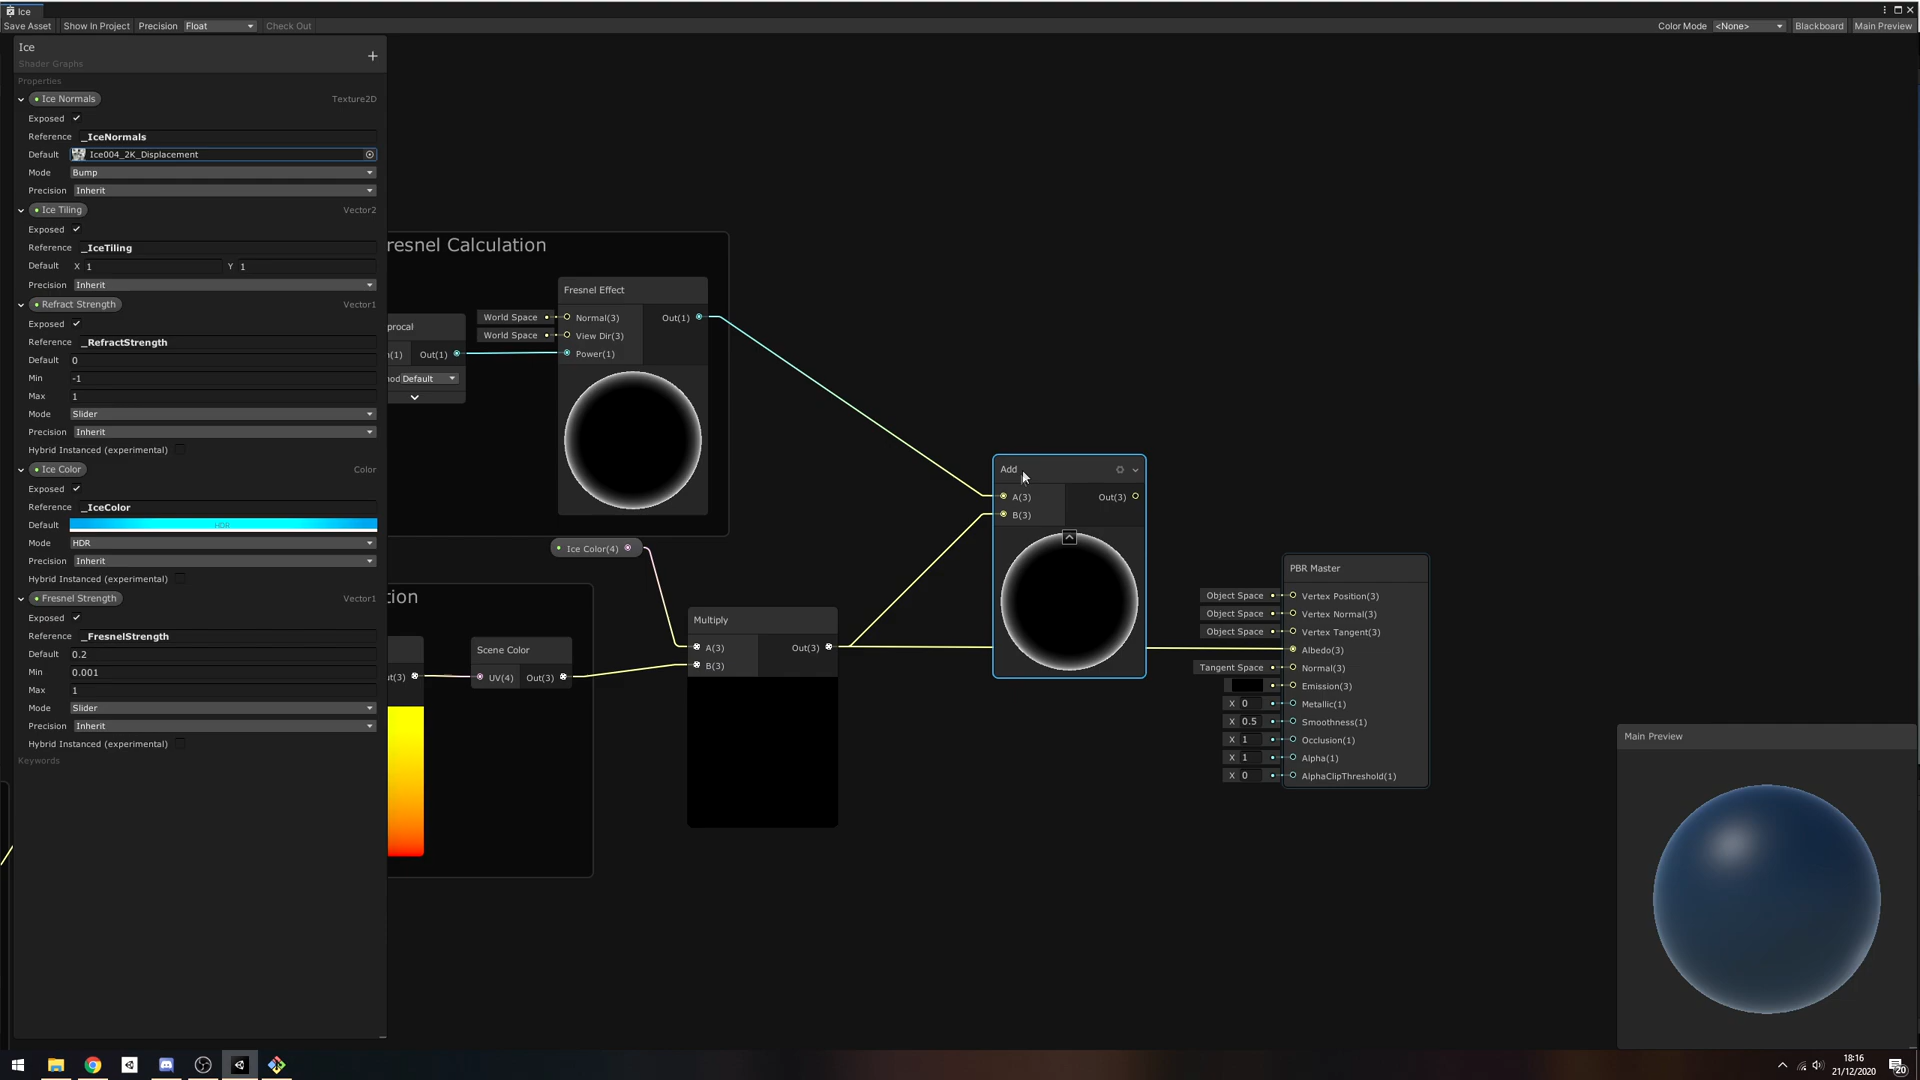 Ice
Save Asset Show In Project Precision Float Check Out Color Mode <None> Blackboard Main Preview
Ice
Shader Graphs
Properties
Ice Normals Texture2D
Exposed
Reference _IceNormals
Default Ice004_2K_Displacement
Mode Bump
Precision Inherit
Ice Tiling Vector2
Exposed
Reference _IceTiling
Default X 1 Y 1
Precision Inherit
Refract Strength Vector1
Exposed
Reference _RefractStrength
Default 0
Min -1
Max 1
Mode Slider
Precision Inherit
Hybrid Instanced (experimental)
Ice Color Color
Exposed
Reference _IceColor
Default HDR
Mode HDR
Precision Inherit
Hybrid Instanced (experimental)
Fresnel Strength Vector1
Exposed
Reference _FresnelStrength
Default 0.2
Min 0.001
Max 1
Mode Slider
Precision Inherit
Hybrid Instanced (experimental)
Keywords
resnel Calculation
procal
(1) Out(1)
od Default
Fresnel Effect
World Space Normal(3) Out(1)
World Space View Dir(3)
Power(1)
Ice Color(4)
tion
t(3)
Scene Color
UV(4) Out(3)
Multiply
A(3) Out(3)
B(3)
Add
A(3) Out(3)
B(3)
PBR Master
Object Space Vertex Position(3)
Object Space Vertex Normal(3)
Object Space Vertex Tangent(3)
Albedo(3)
Tangent Space Normal(3)
Emission(3)
X 0 Metallic(1)
X 0.5 Smoothness(1)
X 1 Occlusion(1)
X 1 Alpha(1)
X 0 AlphaClipThreshold(1)
Main Preview
18:16
21/12/2020
20